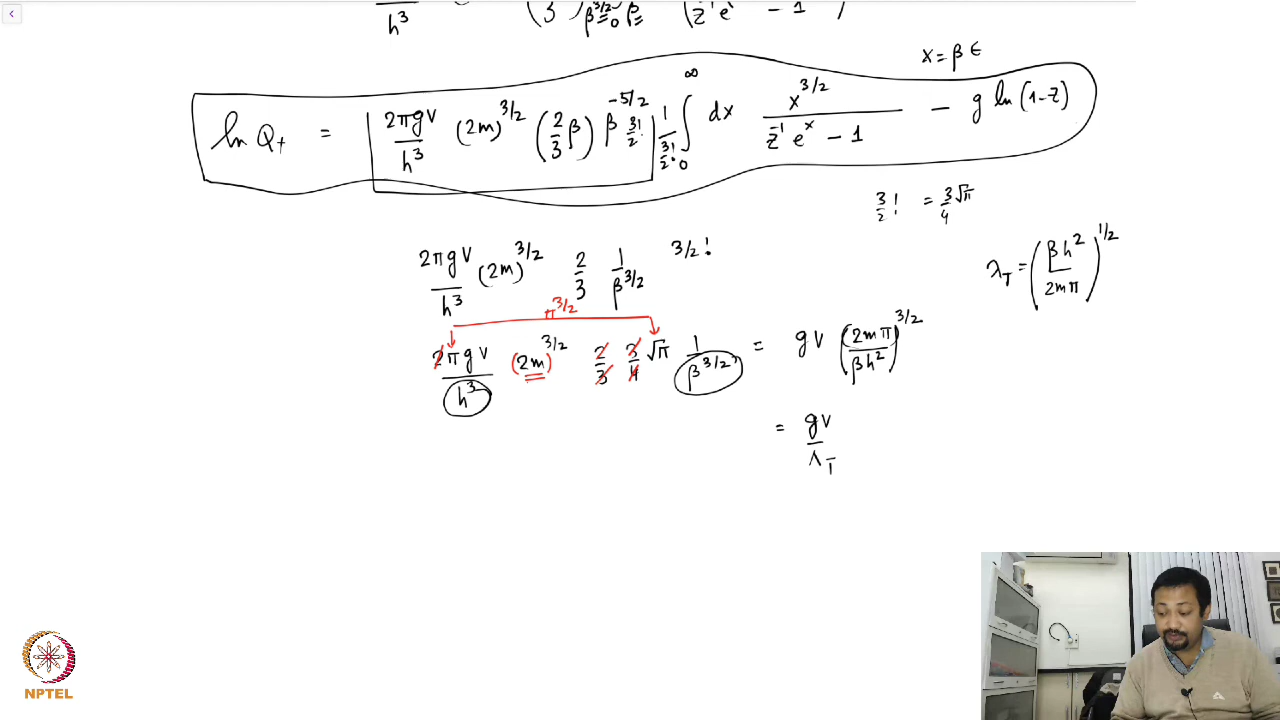 h³ (3 β^3/2 0 β (z⁻¹ e^x - 1 )
x = β ∈
ln Q₊ = 2πgV/h³ (2m)^3/2 (2/3 β) β^-5/2 3/2! 1/(3/2!) ∫₀^∞ dx x^3/2 / (z⁻¹ e^x - 1) - g ln (1-z)
3/2! = 3/4 √π
2πgV/h³ (2m)^3/2 2/3 1/β^3/2 3/2!
λ_T = (βh²/2mπ)^1/2
π^3/2
2πgV/h³ (2m)^3/2 2/3 3/4 √π 1/β^3/2 = gV (2mπ/βh²)^3/2
= gV/λ_T
NPTEL